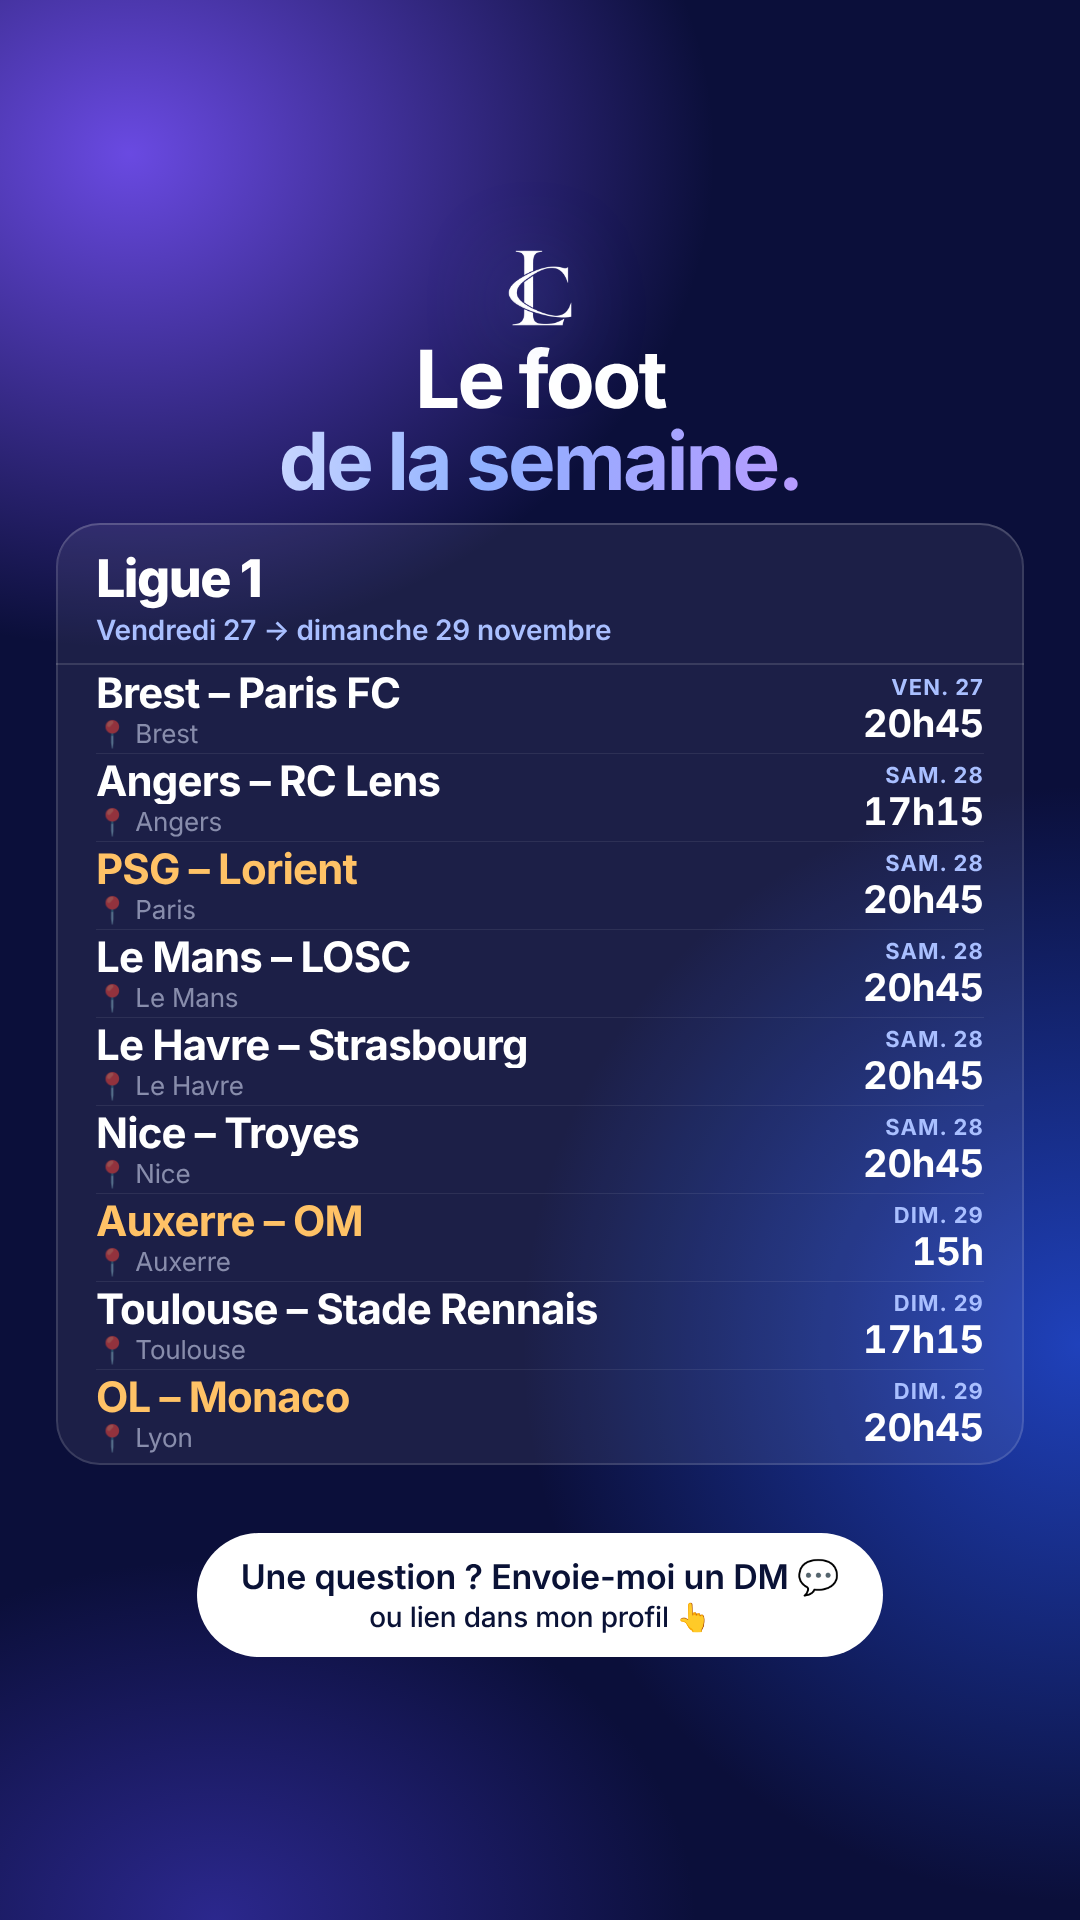 LC
Le foot
de la semaine.
Ligue 1
Vendredi 27 → dimanche 29 novembre
Brest – Paris FC
📍 Brest
VEN. 27
20h45
Angers – RC Lens
📍 Angers
SAM. 28
17h15
PSG – Lorient
📍 Paris
SAM. 28
20h45
Le Mans – LOSC
📍 Le Mans
SAM. 28
20h45
Le Havre – Strasbourg
📍 Le Havre
SAM. 28
20h45
Nice – Troyes
📍 Nice
SAM. 28
20h45
Auxerre – OM
📍 Auxerre
DIM. 29
15h
Toulouse – Stade Rennais
📍 Toulouse
DIM. 29
17h15
OL – Monaco
📍 Lyon
DIM. 29
20h45
Une question ? Envoie-moi un DM 💬
ou lien dans mon profil 👆